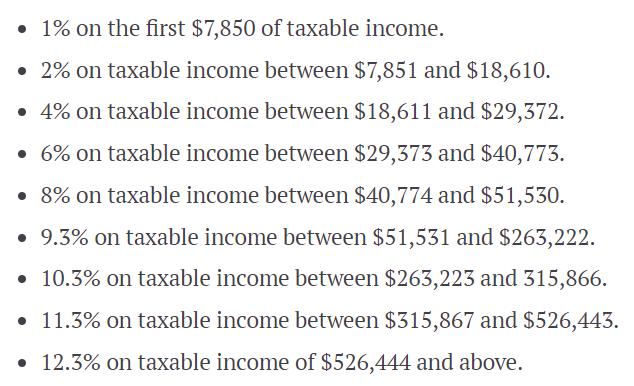 • 1% on the first $7,850 of taxable income.
• 2% on taxable income between $7,851 and $18,610.
• 4% on taxable income between $18,611 and $29,372.
• 6% on taxable income between $29,373 and $40,773.
• 8% on taxable income between $40,774 and $51,530.
• 9.3% on taxable income between $51,531 and $263,222.
• 10.3% on taxable income between $263,223 and 315,866.
• 11.3% on taxable income between $315,867 and $526,443.
• 12.3% on taxable income of $526,444 and above.